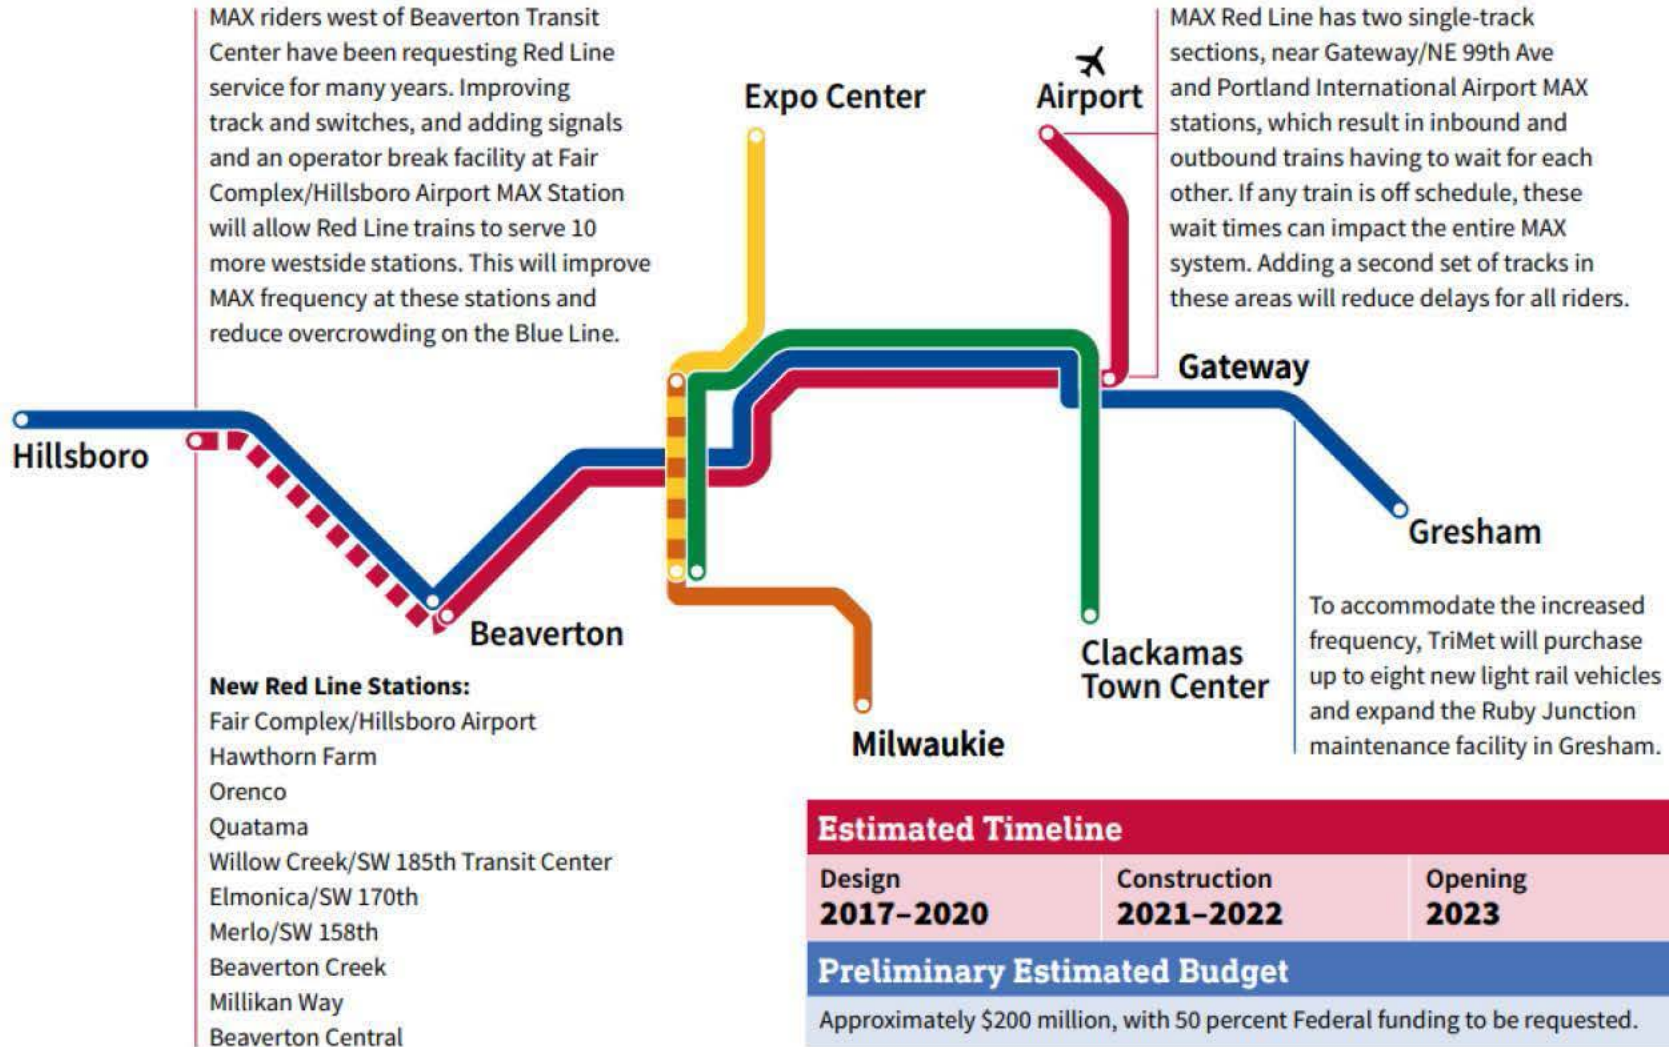 MAX riders west of Beaverton Transit
Center have been requesting Red Line
service for many years. Improving
track and switches, and adding signals
and an operator break facility at Fair
Complex/Hillsboro Airport MAX Station
will allow Red Line trains to serve 10
more westside stations. This will improve
MAX frequency at these stations and
reduce overcrowding on the Blue Line.
Expo Center
Airport
MAX Red Line has two single-track
sections, near Gateway/NE 99th Ave
and Portland International Airport MAX
stations, which result in inbound and
outbound trains having to wait for each
other. If any train is off schedule, these
wait times can impact the entire MAX
system. Adding a second set of tracks in
these areas will reduce delays for all riders.
Gateway
Hillsboro
Gresham
Beaverton
Clackamas
Town Center
Milwaukie
To accommodate the increased
frequency, TriMet will purchase
up to eight new light rail vehicles
and expand the Ruby Junction
maintenance facility in Gresham.
New Red Line Stations:
Fair Complex/Hillsboro Airport
Hawthorn Farm
Orenco
Quatama
Willow Creek/SW 185th Transit Center
Elmonica/SW 170th
Merlo/SW 158th
Beaverton Creek
Millikan Way
Beaverton Central
Estimated Timeline
Design
2017–2020
Construction
2021–2022
Opening
2023
Preliminary Estimated Budget
Approximately $200 million, with 50 percent Federal funding to be requested.